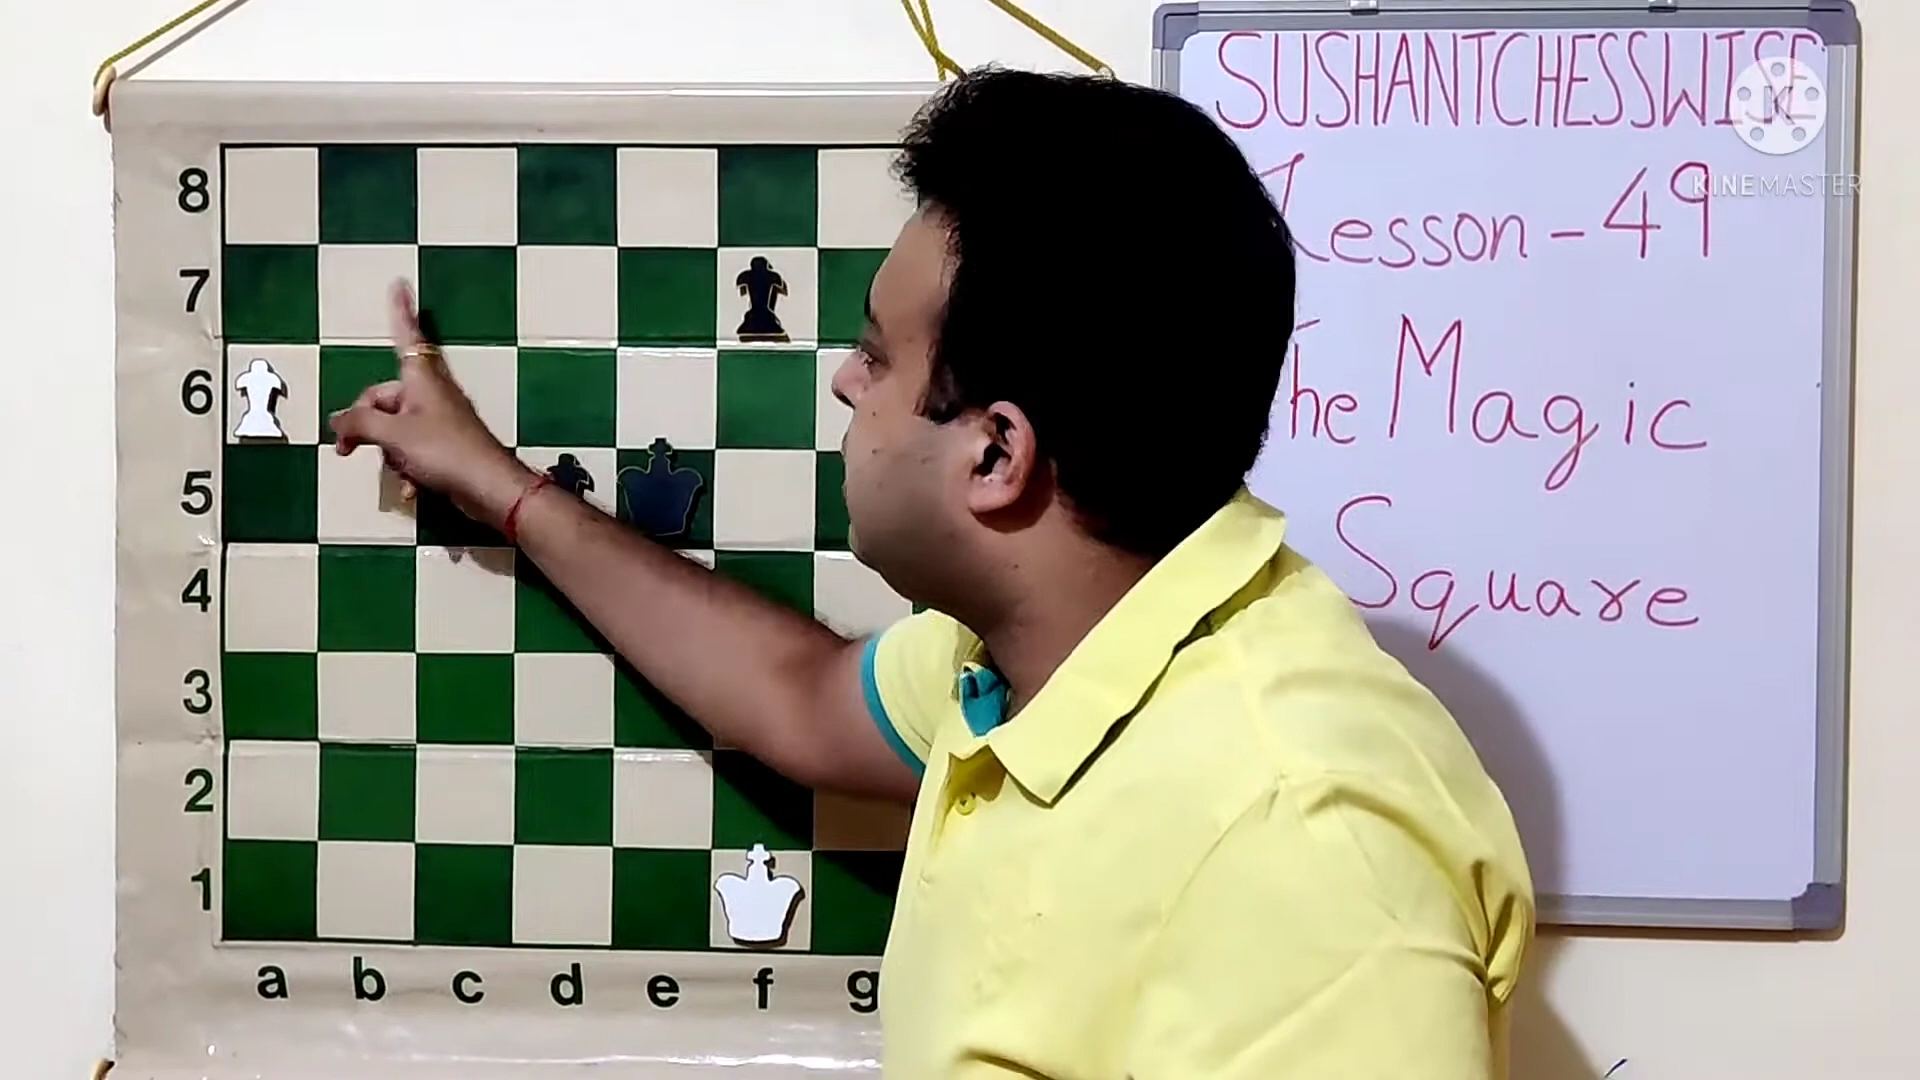 SUSHANTCHESSWISE
KINEMASTER
Lesson-49
The Magic
Square
8
7
6
5
4
3
2
1
a b c d e f g